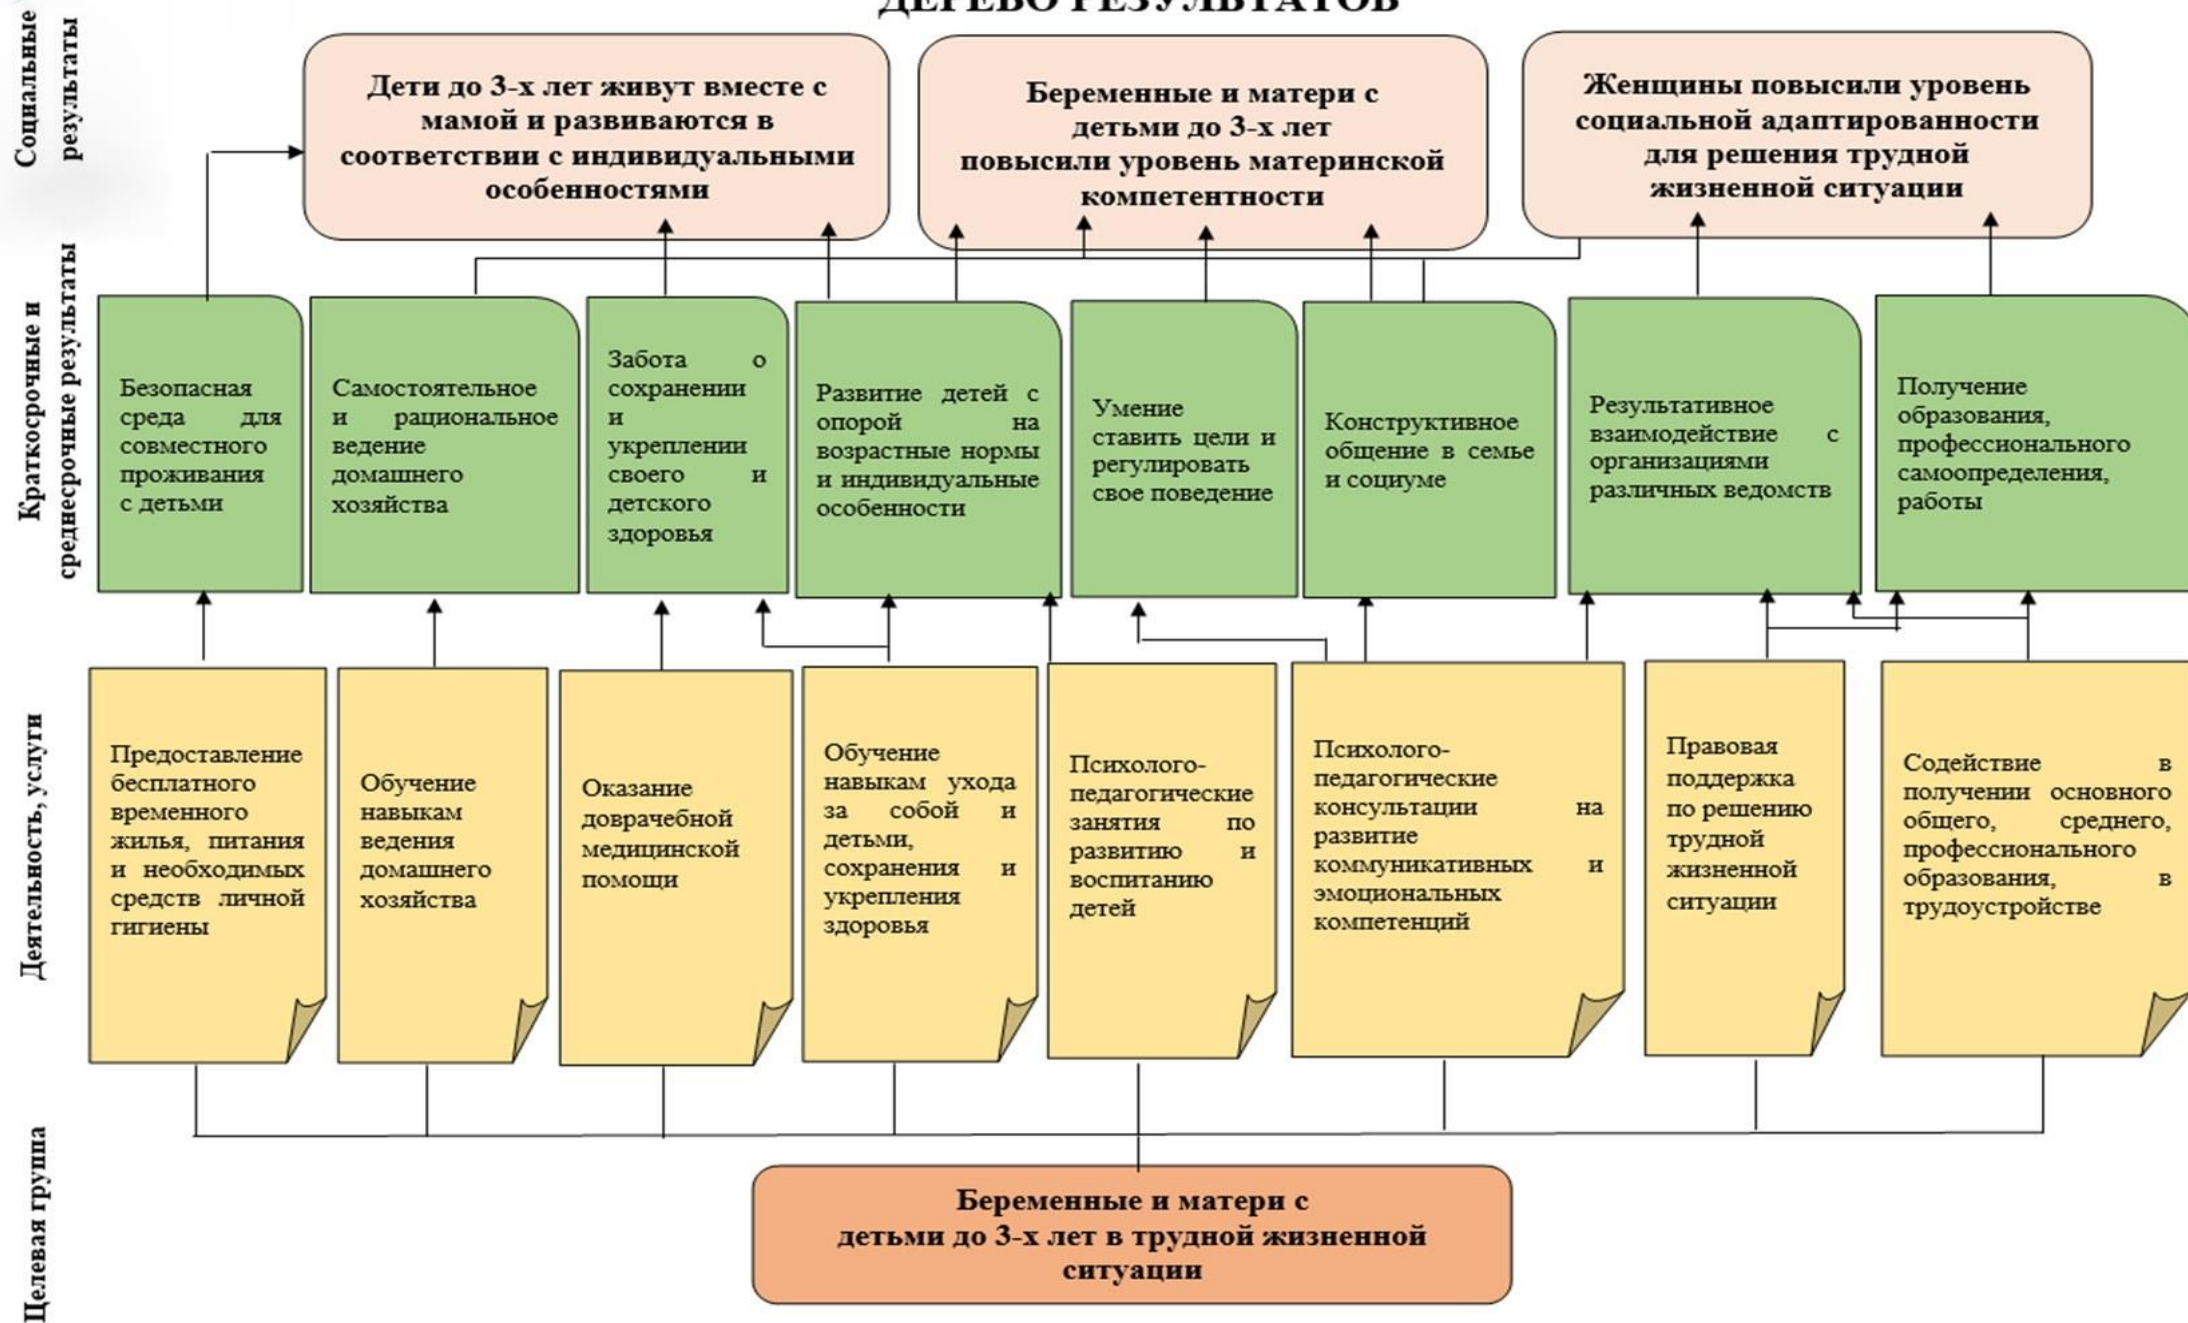 ДЕРЕВО РЕЗУЛЬТАТОВ
Социальные
результаты
Дети до 3-х лет живут вместе с
мамой и развиваются в
соответствии с индивидуальными
особенностями
Беременные и матери с
детьми до 3-х лет
повысили уровень материнской
компетентности
Женщины повысили уровень
социальной адаптированности
для решения трудной
жизненной ситуации
Краткосрочные и
среднесрочные результаты
Безопасная
среда для
совместного
проживания
с детьми
Самостоятельное
и рациональное
ведение
домашнего
хозяйства
Забота о
сохранении
и
укреплении
своего и
детского
здоровья
Развитие детей с
опорой на
возрастные нормы
и индивидуальные
особенности
Умение
ставить цели и
регулировать
свое поведение
Конструктивное
общение в семье
и социуме
Результативное
взаимодействие с
организациями
различных ведомств
Получение
образования,
профессионального
самоопределения,
работы
Деятельность, услуги
Предоставление
бесплатного
временного
жилья, питания
и необходимых
средств личной
гигиены
Обучение
навыкам
ведения
домашнего
хозяйства
Оказание
доврачебной
медицинской
помощи
Обучение
навыкам ухода
за собой и
детьми,
сохранения и
укрепления
здоровья
Психолого-
педагогические
занятия по
развитию и
воспитанию
детей
Психолого-
педагогические
консультации на
развитие
коммуникативных и
эмоциональных
компетенций
Правовая
поддержка
по решению
трудной
жизненной
ситуации
Содействие в
получении основного
общего, среднего,
профессионального
образования, в
трудоустройстве
Целевая группа
Беременные и матери с
детьми до 3-х лет в трудной жизненной
ситуации